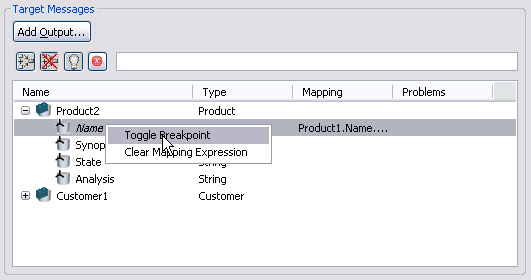 Target Messages
Add Output...
Name Type Mapping Problems
Product2 Product
Name Product1.Name....
Toggle Breakpoint
Synop
Clear Mapping Expression
State String
Analysis String
Customer1 Customer